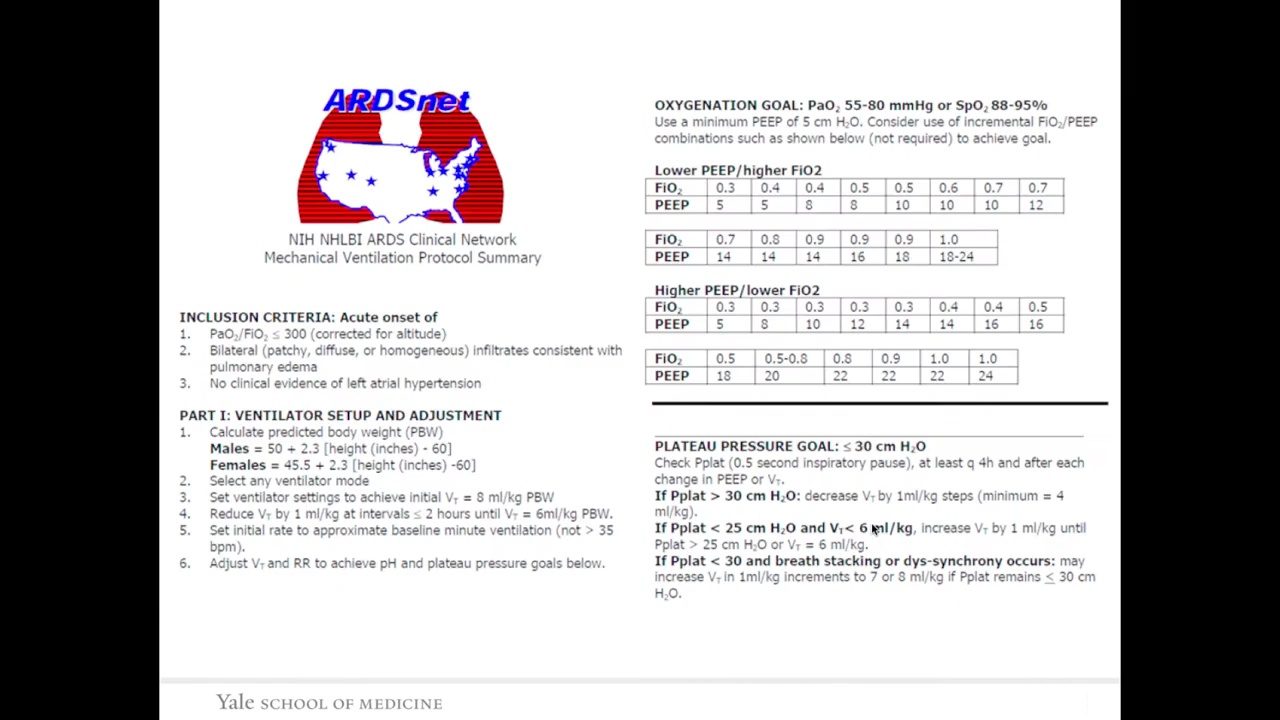 ARDSnet
NIH NHLBI ARDS Clinical Network
Mechanical Ventilation Protocol Summary
INCLUSION CRITERIA: Acute onset of
1. PaO₂/FiO₂ ≤ 300 (corrected for altitude)
2. Bilateral (patchy, diffuse, or homogeneous) infiltrates consistent with
pulmonary edema
3. No clinical evidence of left atrial hypertension
PART I: VENTILATOR SETUP AND ADJUSTMENT
1. Calculate predicted body weight (PBW)
Males = 50 + 2.3 [height (inches) - 60]
Females = 45.5 + 2.3 [height (inches) -60]
2. Select any ventilator mode
3. Set ventilator settings to achieve initial V_T = 8 ml/kg PBW
4. Reduce V_T by 1 ml/kg at intervals ≤ 2 hours until V_T = 6ml/kg PBW.
5. Set initial rate to approximate baseline minute ventilation (not > 35
bpm).
6. Adjust V_T and RR to achieve pH and plateau pressure goals below.
OXYGENATION GOAL: PaO₂ 55-80 mmHg or SpO₂ 88-95%
Use a minimum PEEP of 5 cm H₂O. Consider use of incremental FiO₂/PEEP
combinations such as shown below (not required) to achieve goal.
Lower PEEP/higher FiO2
FiO₂ 0.3 0.4 0.4 0.5 0.5 0.6 0.7 0.7
PEEP 5 5 8 8 10 10 10 12
FiO₂ 0.7 0.8 0.9 0.9 0.9 1.0
PEEP 14 14 14 16 18 18-24
Higher PEEP/lower FiO2
FiO₂ 0.3 0.3 0.3 0.3 0.3 0.4 0.4 0.5
PEEP 5 8 10 12 14 14 16 16
FiO₂ 0.5 0.5-0.8 0.8 0.9 1.0 1.0
PEEP 18 20 22 22 22 24
PLATEAU PRESSURE GOAL: ≤ 30 cm H₂O
Check Pplat (0.5 second inspiratory pause), at least q 4h and after each
change in PEEP or V_T.
If Pplat > 30 cm H₂O: decrease V_T by 1ml/kg steps (minimum = 4
ml/kg).
If Pplat < 25 cm H₂O and V_T< 6 ml/kg, increase V_T by 1 ml/kg until
Pplat > 25 cm H₂O or V_T = 6 ml/kg.
If Pplat < 30 and breath stacking or dys-synchrony occurs: may
increase V_T in 1ml/kg increments to 7 or 8 ml/kg if Pplat remains ≤ 30 cm
H₂O.
Yale SCHOOL OF MEDICINE